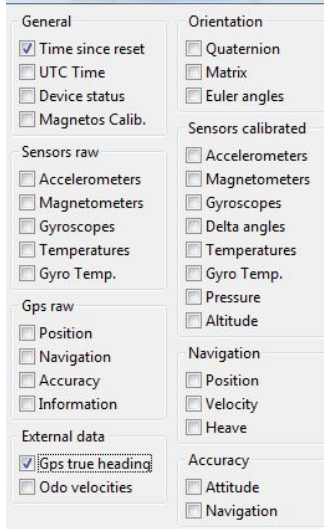 General
Time since reset
UTC Time
Device status
Magnetos Calib.
Sensors raw
Accelerometers
Magnetometers
Gyroscopes
Temperatures
Gyro Temp.
Gps raw
Position
Navigation
Accuracy
Information
External data
Gps true heading
Odo velocities
Orientation
Quaternion
Matrix
Euler angles
Sensors calibrated
Accelerometers
Magnetometers
Gyroscopes
Delta angles
Temperatures
Gyro Temp.
Pressure
Altitude
Navigation
Position
Velocity
Heave
Accuracy
Attitude
Navigation